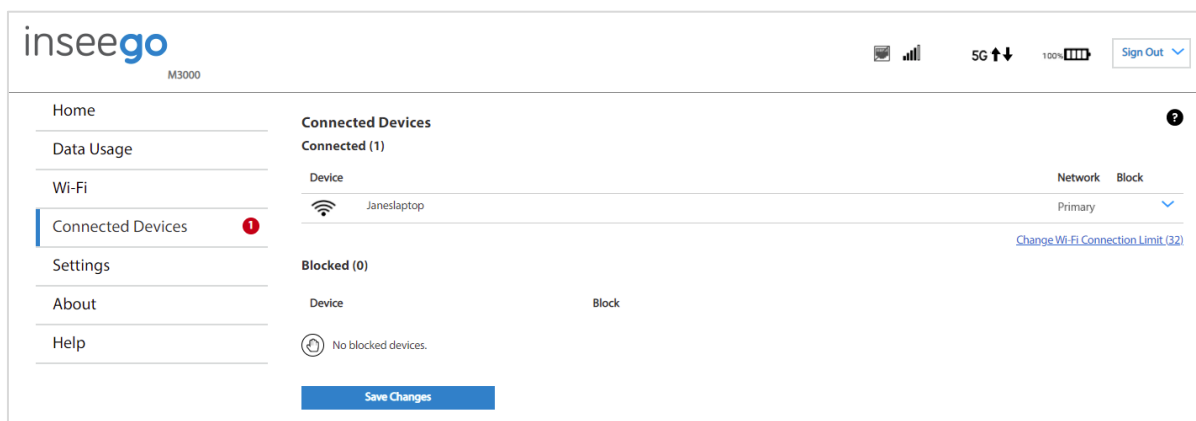 inseego
M3000
5G
100%
Sign Out
Home
Data Usage
Wi-Fi
Connected Devices 1
Settings
About
Help
Connected Devices ?
Connected (1)
Device Network Block
Janeslaptop Primary
Change Wi-Fi Connection Limit (32)
Blocked (0)
Device Block
No blocked devices.
Save Changes